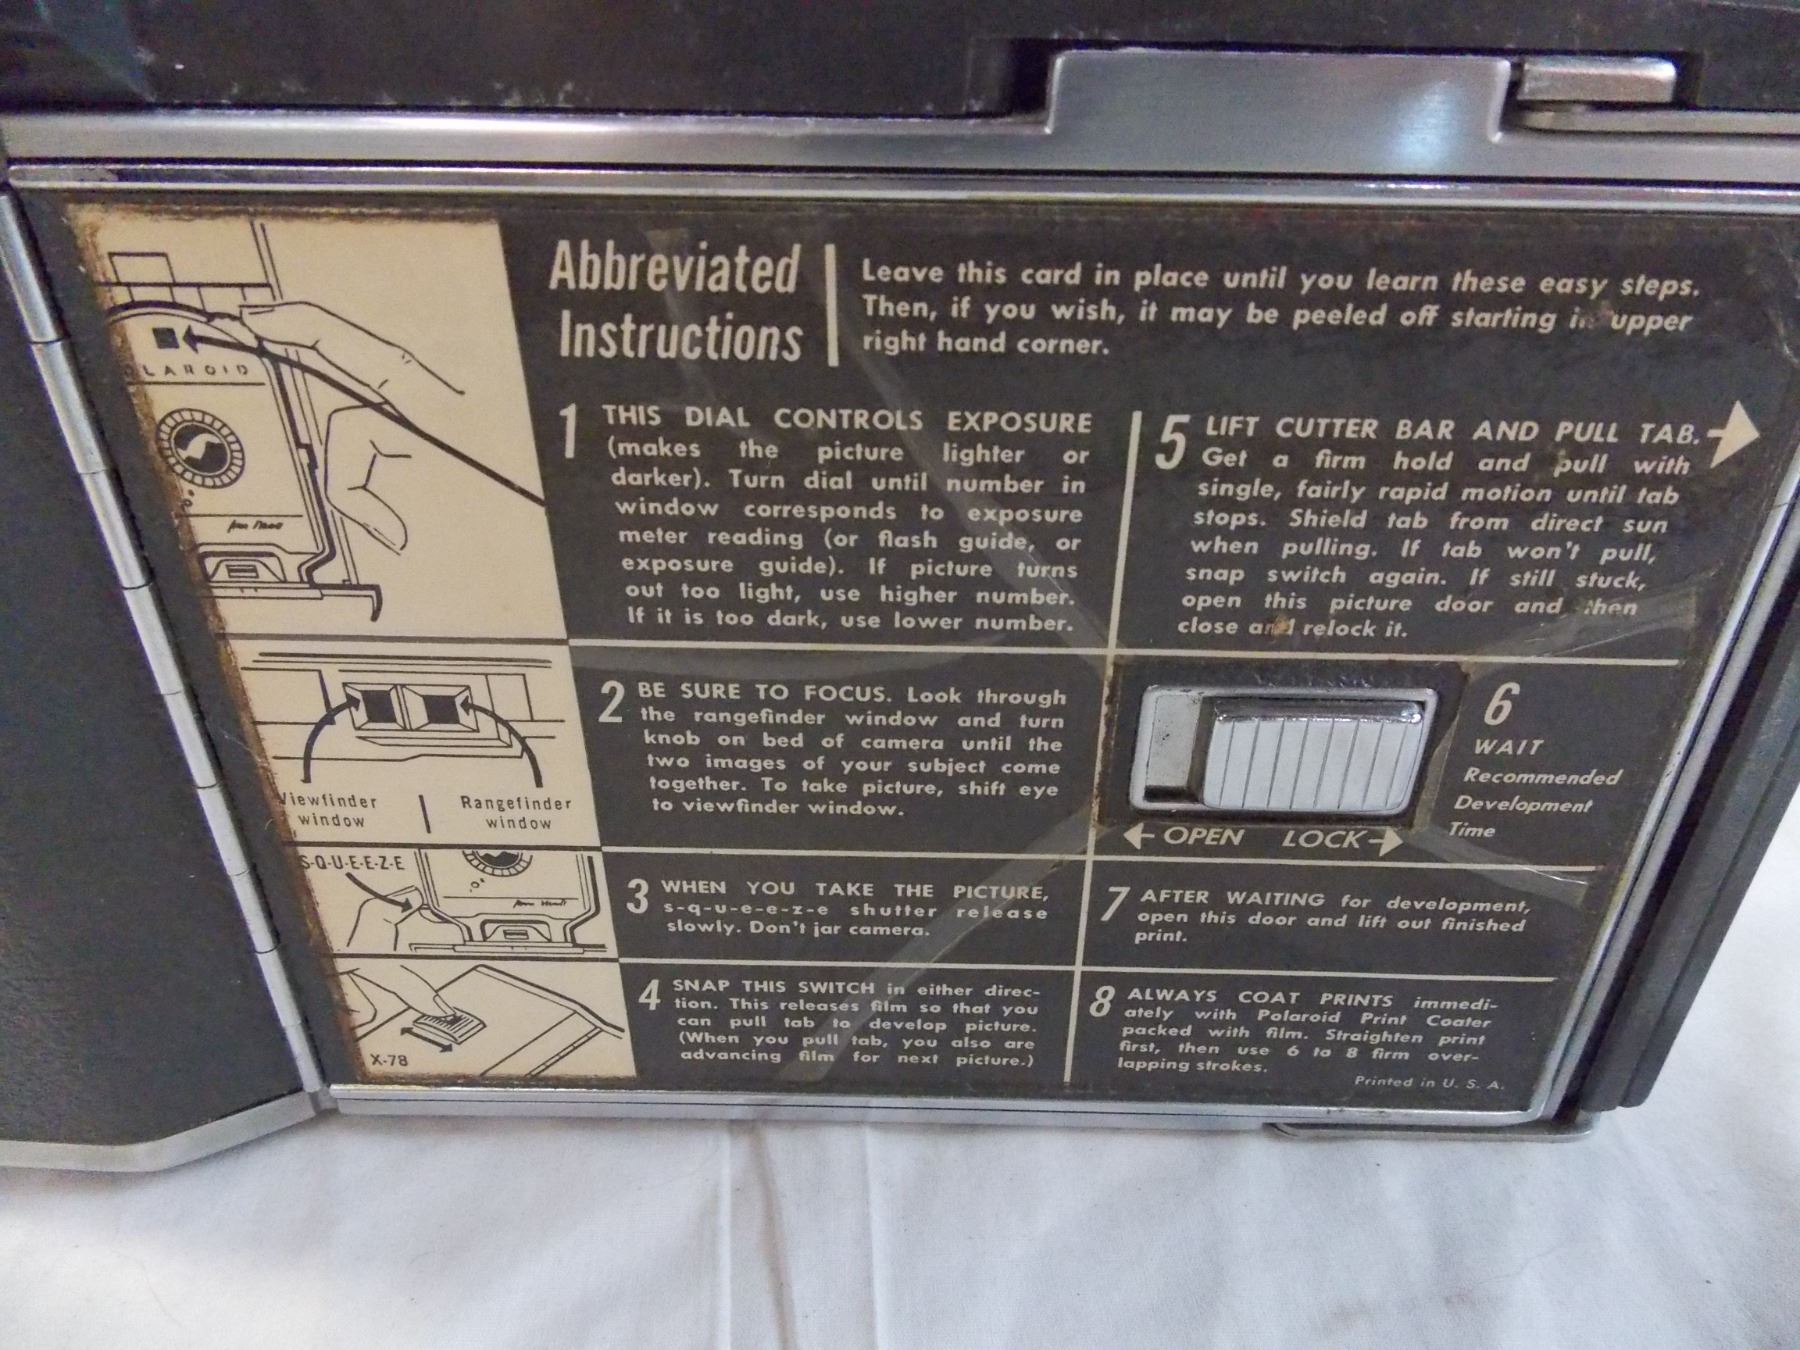 Abbreviated
Instructions
Leave this card in place until you learn these easy steps.
Then, if you wish, it may be peeled off starting in upper
right hand corner.
LAROID
1 THIS DIAL CONTROLS EXPOSURE
(makes the picture lighter or
darker). Turn dial until number in
window corresponds to exposure
meter reading (or flash guide, or
exposure guide). If picture turns
out too light, use higher number.
If it is too dark, use lower number.
Viewfinder
window
Rangefinder
window
2 BE SURE TO FOCUS. Look through
the rangefinder window and turn
knob on bed of camera until the
two images of your subject come
together. To take picture, shift eye
to viewfinder window.
S-Q-U-E-E-Z-E
3 WHEN YOU TAKE THE PICTURE,
s-q-u-e-e-z-e shutter release
slowly. Don't jar camera.
X-78
4 SNAP THIS SWITCH in either direc-
tion. This releases film so that you
can pull tab to develop picture.
(When you pull tab, you also are
advancing film for next picture.)
5 LIFT CUTTER BAR AND PULL TAB.
Get a firm hold and pull with
single, fairly rapid motion until tab
stops. Shield tab from direct sun
when pulling. If tab won't pull,
snap switch again. If still stuck,
open this picture door and then
close and relock it.
OPEN LOCK
6
WAIT
Recommended
Development
Time
7 AFTER WAITING for development,
open this door and lift out finished
print.
8 ALWAYS COAT PRINTS immedi-
ately with Polaroid Print Coater
packed with film. Straighten print
first, then use 6 to 8 firm over-
lapping strokes.
Printed in U. S. A.